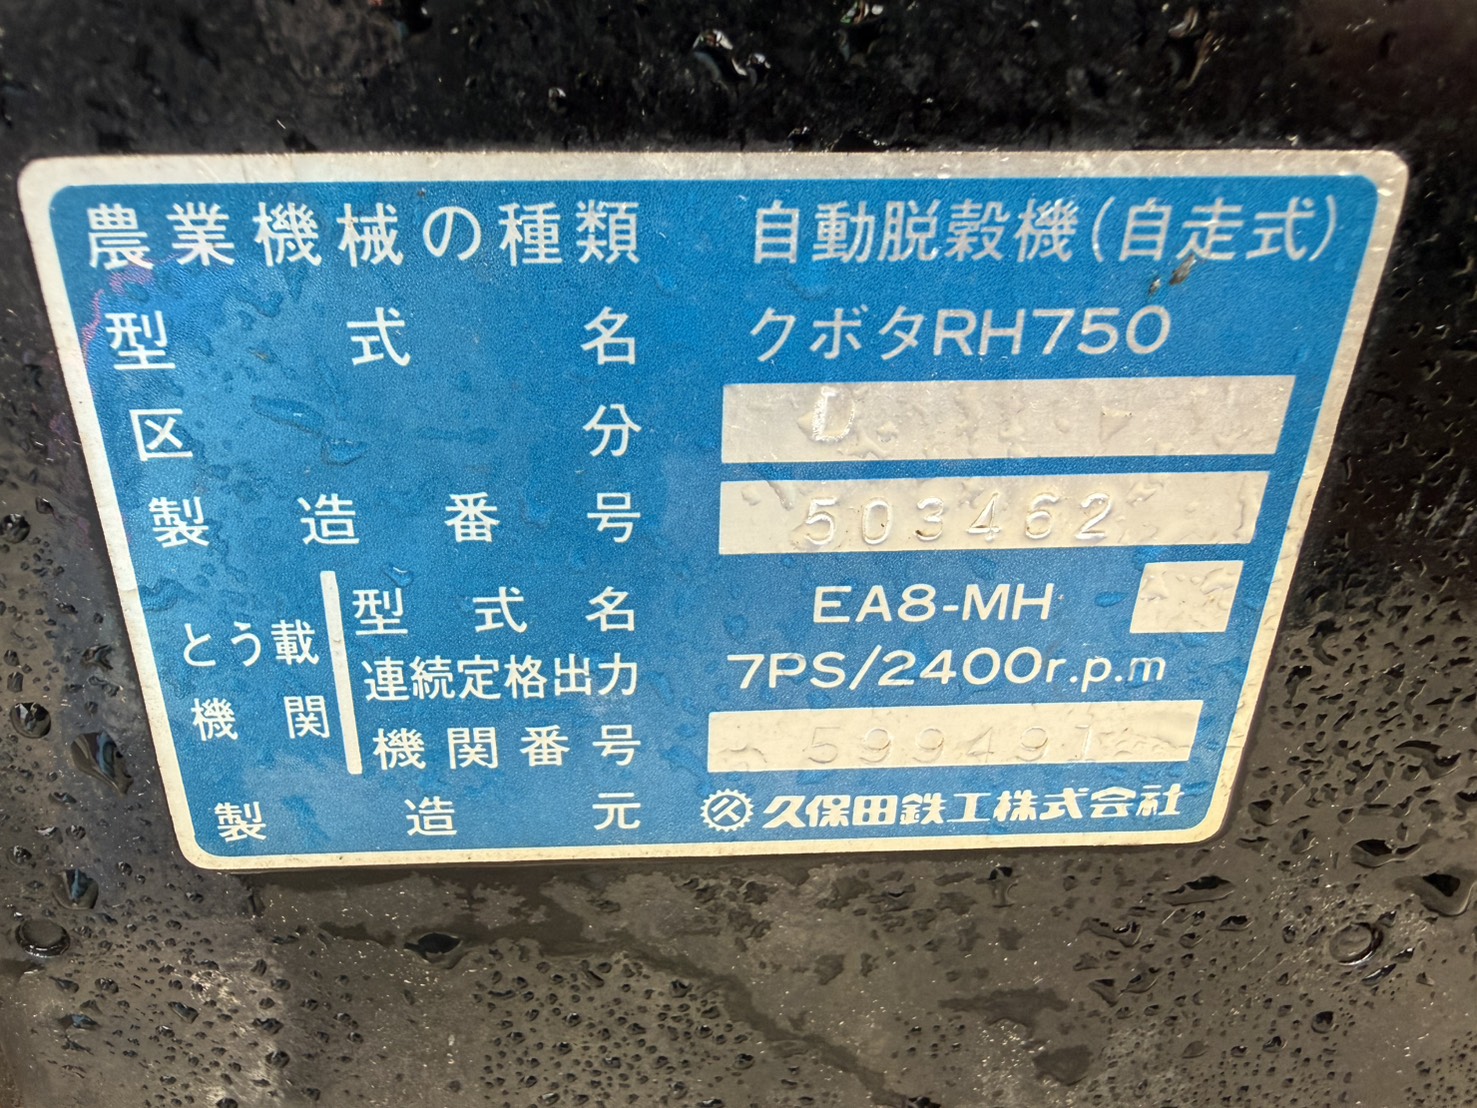 農業機械の種類 自動脱穀機(自走式)
型式名 クボタRH750
区分 D
製造番号 503462
とう載機関 型式名 EA8-MH
連続定格出力 7PS/2400r.p.m
機関番号 599491
製造元 久保田鉄工株式会社